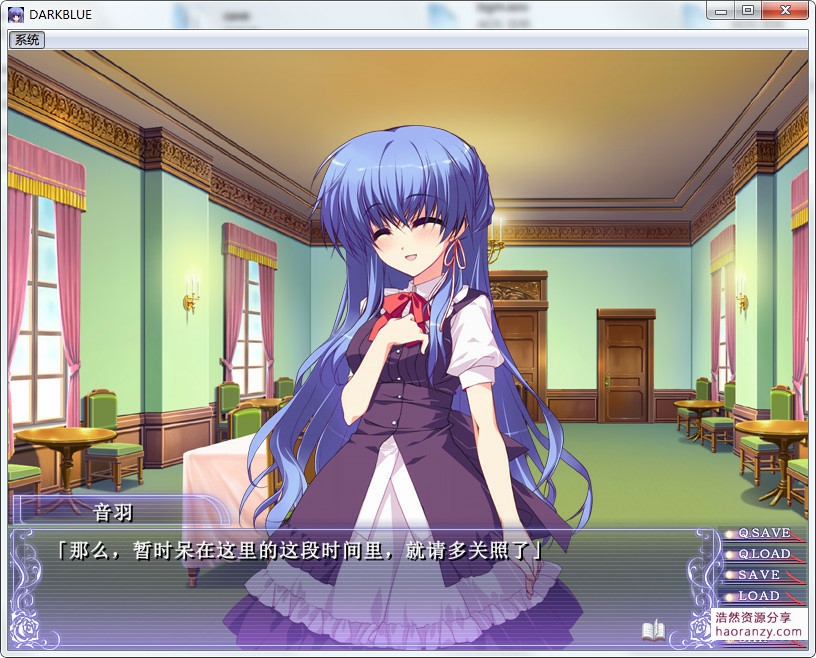 DARKBLUE
系统
音羽
「那么，暂时呆在这里的这段时间里，就请多关照了」
Q.SAVE
Q.LOAD
SAVE
LOAD
浩然资源分享
haoranzy.com